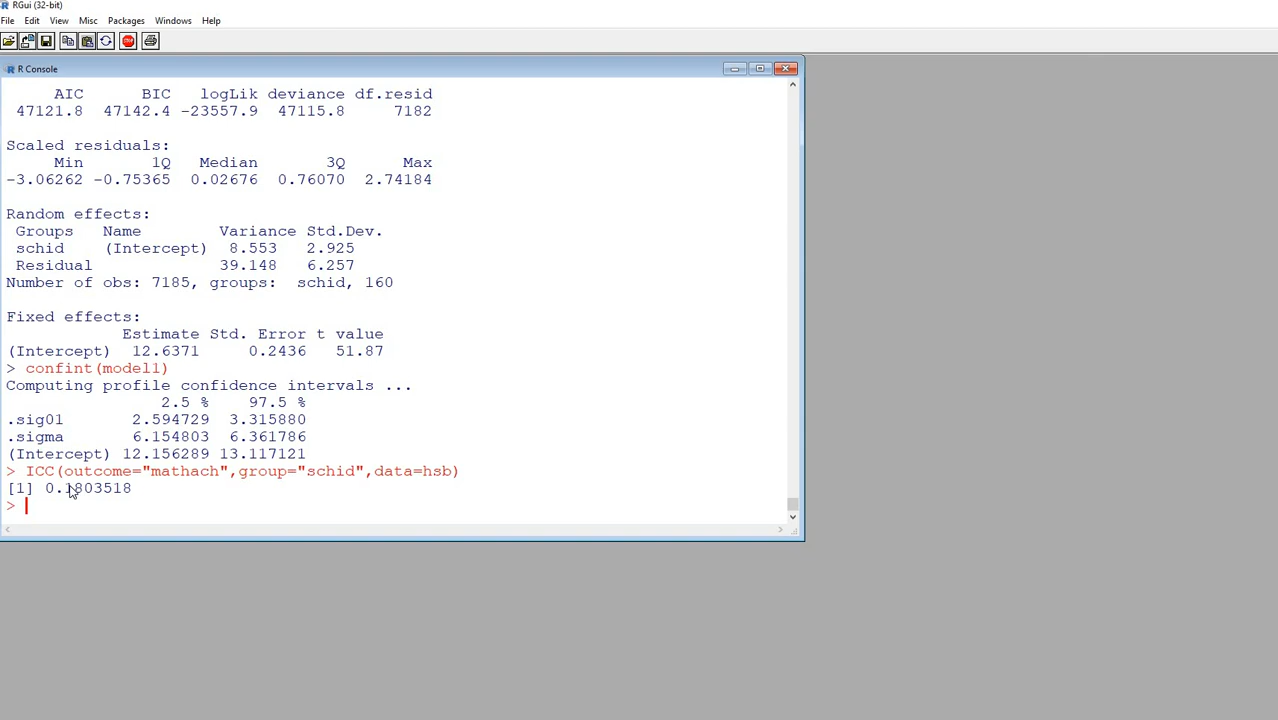 RGui (32-bit)
File Edit View Misc Packages Windows Help
R Console
AIC BIC logLik deviance df.resid
47121.8 47142.4 -23557.9 47115.8 7182
Scaled residuals:
Min 1Q Median 3Q Max
-3.06262 -0.75365 0.02676 0.76070 2.74184
Random effects:
Groups Name Variance Std.Dev.
schid (Intercept) 8.553 2.925
Residual 39.148 6.257
Number of obs: 7185, groups: schid, 160
Fixed effects:
Estimate Std. Error t value
(Intercept) 12.6371 0.2436 51.87
> confint(model1)
Computing profile confidence intervals ...
2.5 % 97.5 %
.sig01 2.594729 3.315880
.sigma 6.154803 6.361786
(Intercept) 12.156289 13.117121
> ICC(outcome="mathach",group="schid",data=hsb)
[1] 0.1803518
>